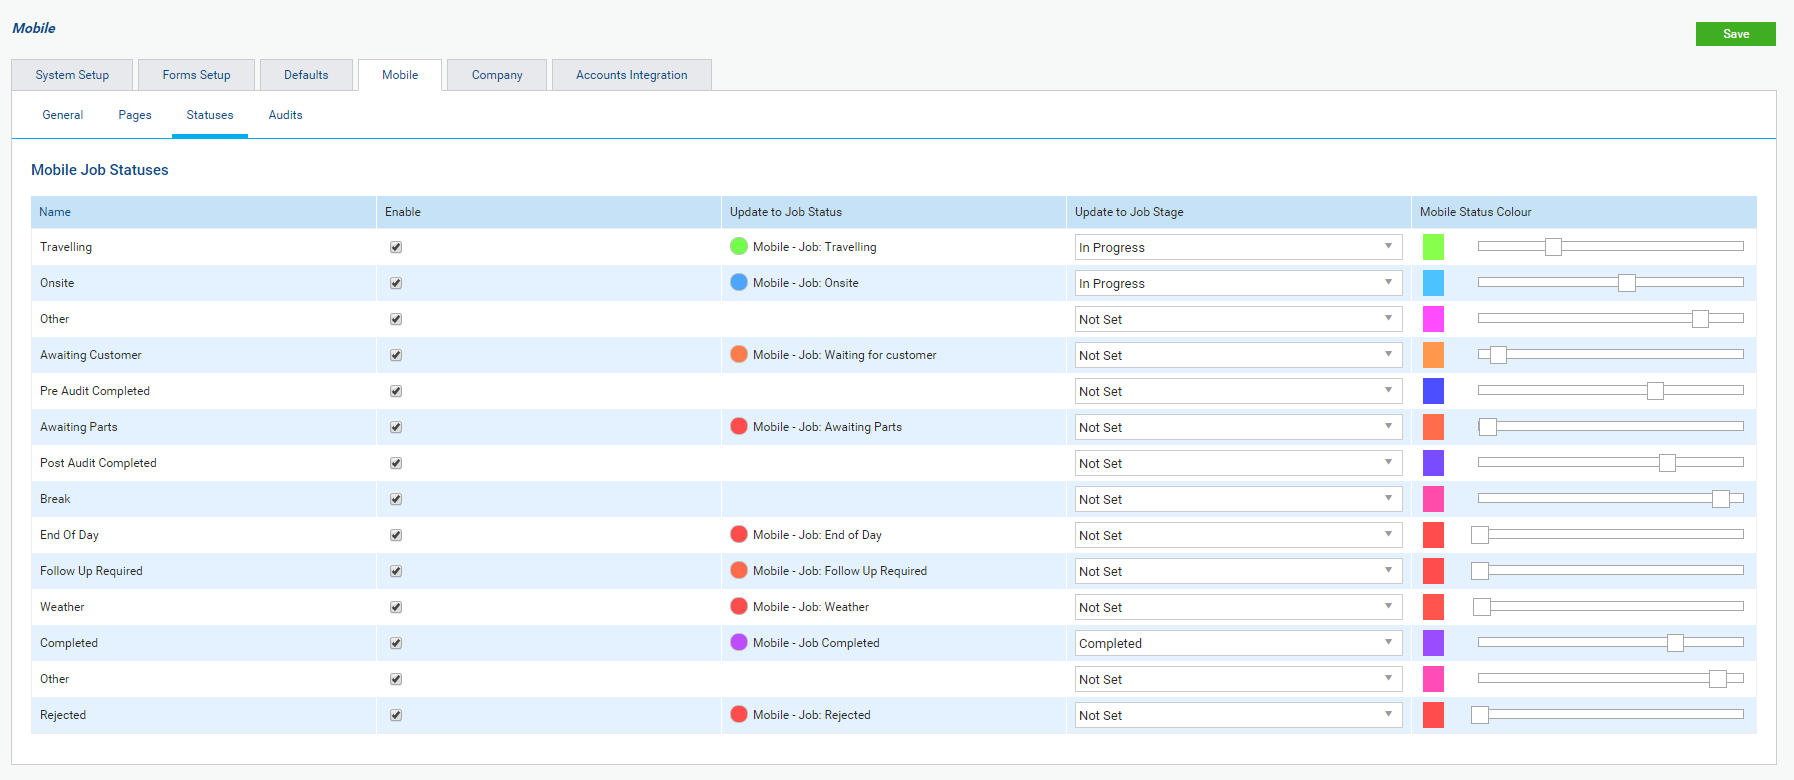 Mobile
Save
System Setup Forms Setup Defaults Mobile Company Accounts Integration
General Pages Statuses Audits
Mobile Job Statuses
Name Enable Update to Job Status Update to Job Stage Mobile Status Colour
Travelling Mobile - Job: Travelling In Progress
Onsite Mobile - Job: Onsite In Progress
Other Not Set
Awaiting Customer Mobile - Job: Waiting for customer Not Set
Pre Audit Completed Not Set
Awaiting Parts Mobile - Job: Awaiting Parts Not Set
Post Audit Completed Not Set
Break Not Set
End Of Day Mobile - Job: End of Day Not Set
Follow Up Required Mobile - Job: Follow Up Required Not Set
Weather Mobile - Job: Weather Not Set
Completed Mobile - Job Completed Completed
Other Not Set
Rejected Mobile - Job: Rejected Not Set